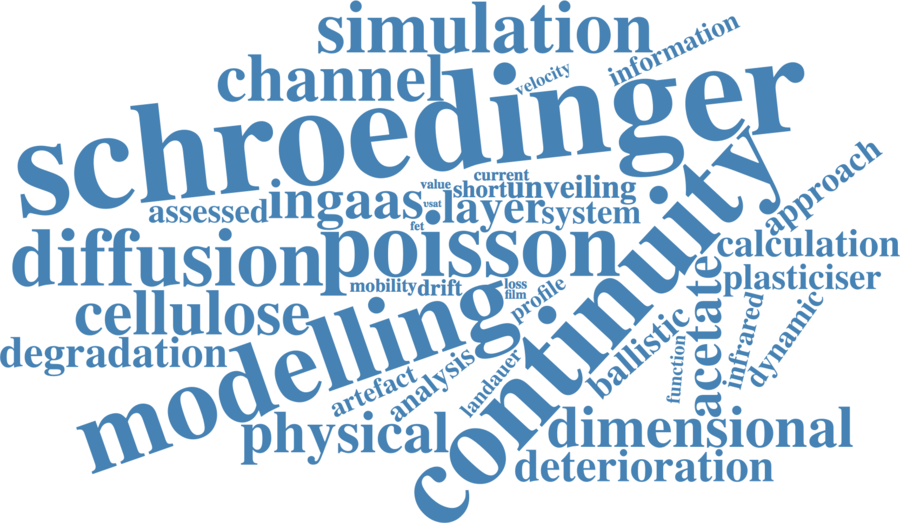 simulation
information
channel
velocity
schroedinger
current
value
short
unveiling
ingaas
vsat
layer
system
assessed
fet
approach
continuity
diffusion
poisson
calculation
mobility
drift
loss
film
plasticiser
profile
cellulose
modelling
acetate
infrared
dynamic
degradation
ballistic
function
artefact
analysis
landauer
physical
dimensional
deterioration